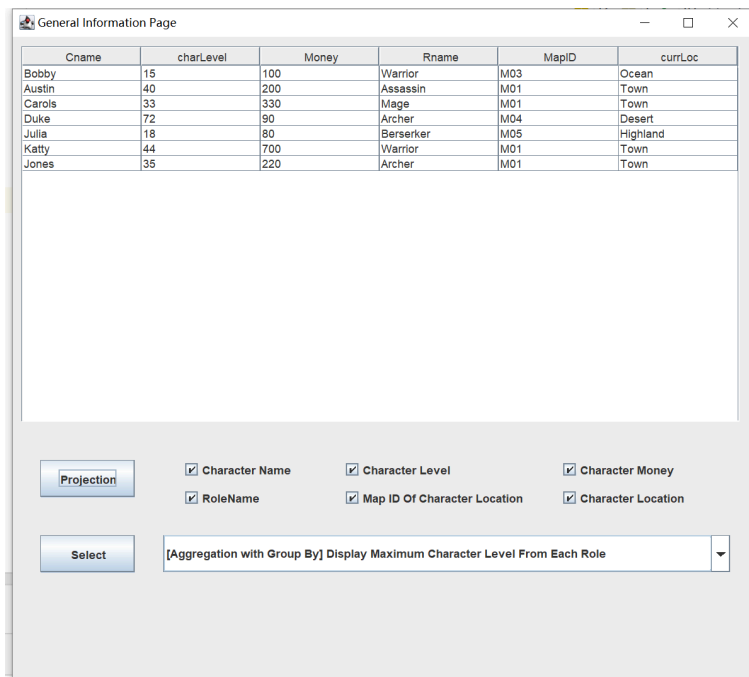 General Information Page
Cname charLevel Money Rname MapID currLoc
Bobby 15 100 Warrior M03 Ocean
Austin 40 200 Assassin M01 Town
Carols 33 330 Mage M01 Town
Duke 72 90 Archer M04 Desert
Julia 18 80 Berserker M05 Highland
Katty 44 700 Warrior M01 Town
Jones 35 220 Archer M01 Town
Projection Character Name Character Level Character Money
RoleName Map ID Of Character Location Character Location
Select [Aggregation with Group By] Display Maximum Character Level From Each Role